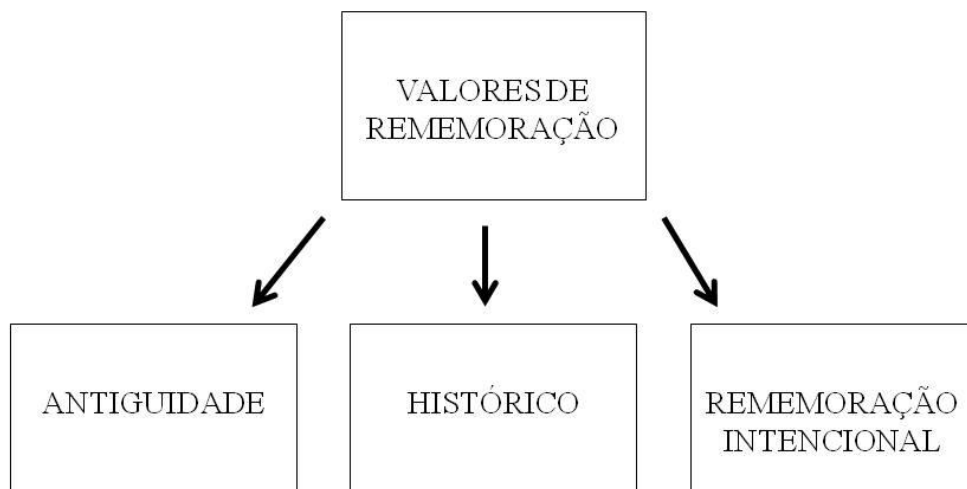 VALORES DE
REMEMORAÇÃO
ANTIGUIDADE
HISTÓRICO
REMEMORAÇÃO
INTENCIONAL